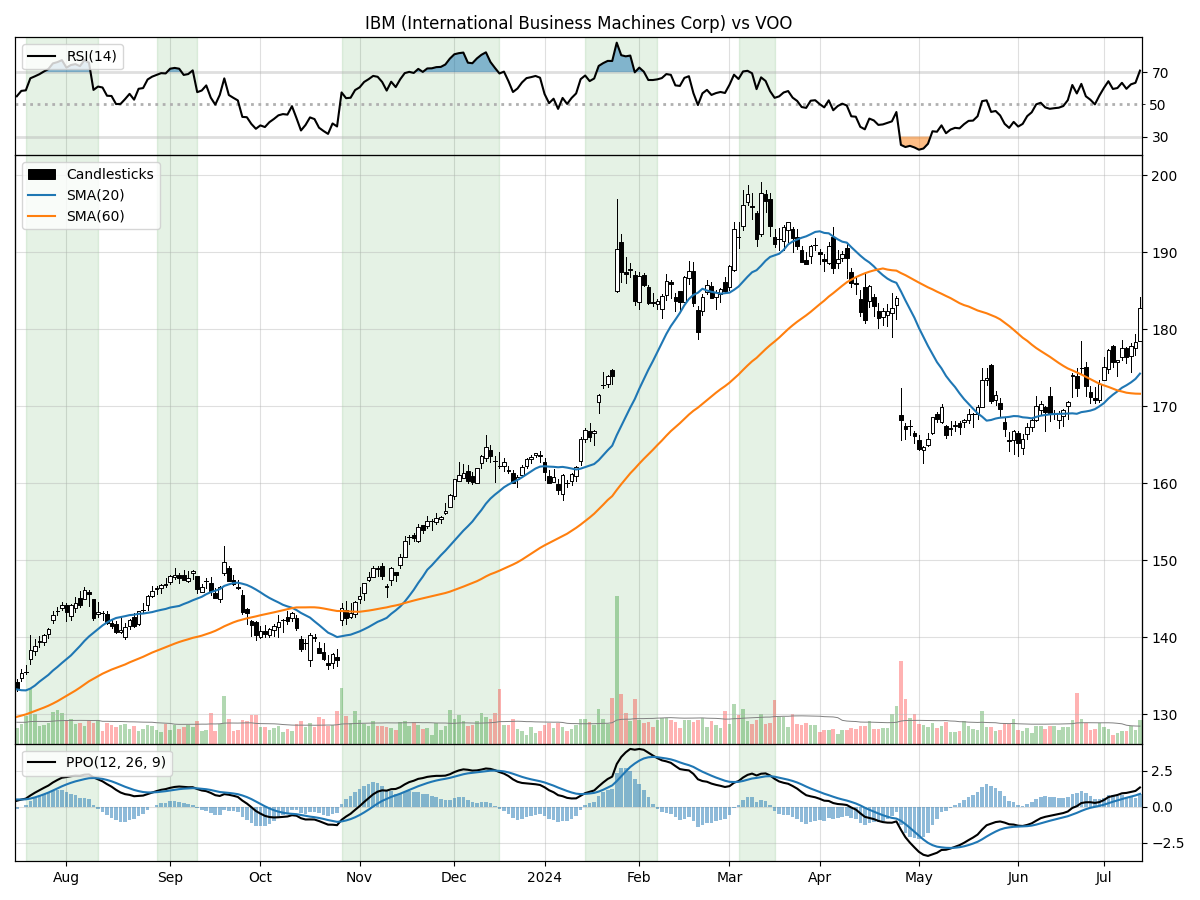 IBM (International Business Machines Corp) vs VOO
RSI(14)
70
50
30
Candlesticks
SMA(20)
SMA(60)
200
190
180
170
160
150
140
130
PPO(12, 26, 9)
2.5
0.0
−2.5
Aug Sep Oct Nov Dec 2024 Feb Mar Apr May Jun Jul